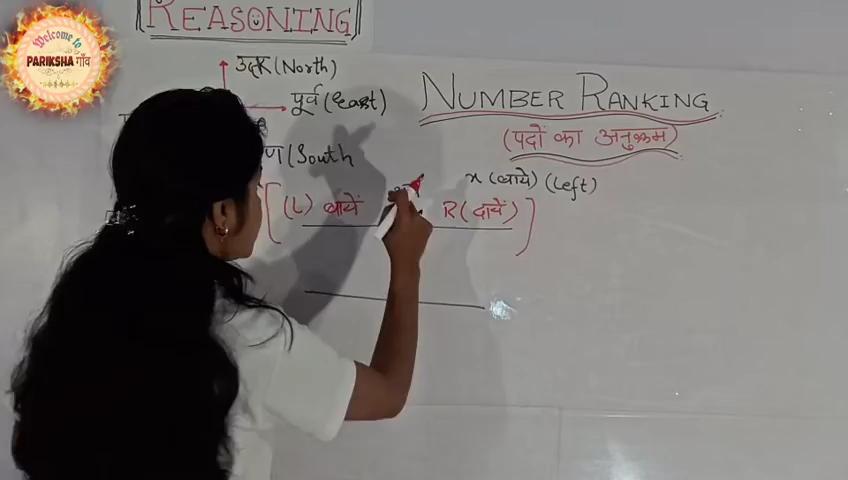 Welcome to
PARIKSHA गाँव
REASONING
उत्तर (North)
पूर्व (East)
(South
NUMBER RANKING
(पदों का अनुक्रम)
x (बायें) (Left)
(L) बायें
R (दायें)